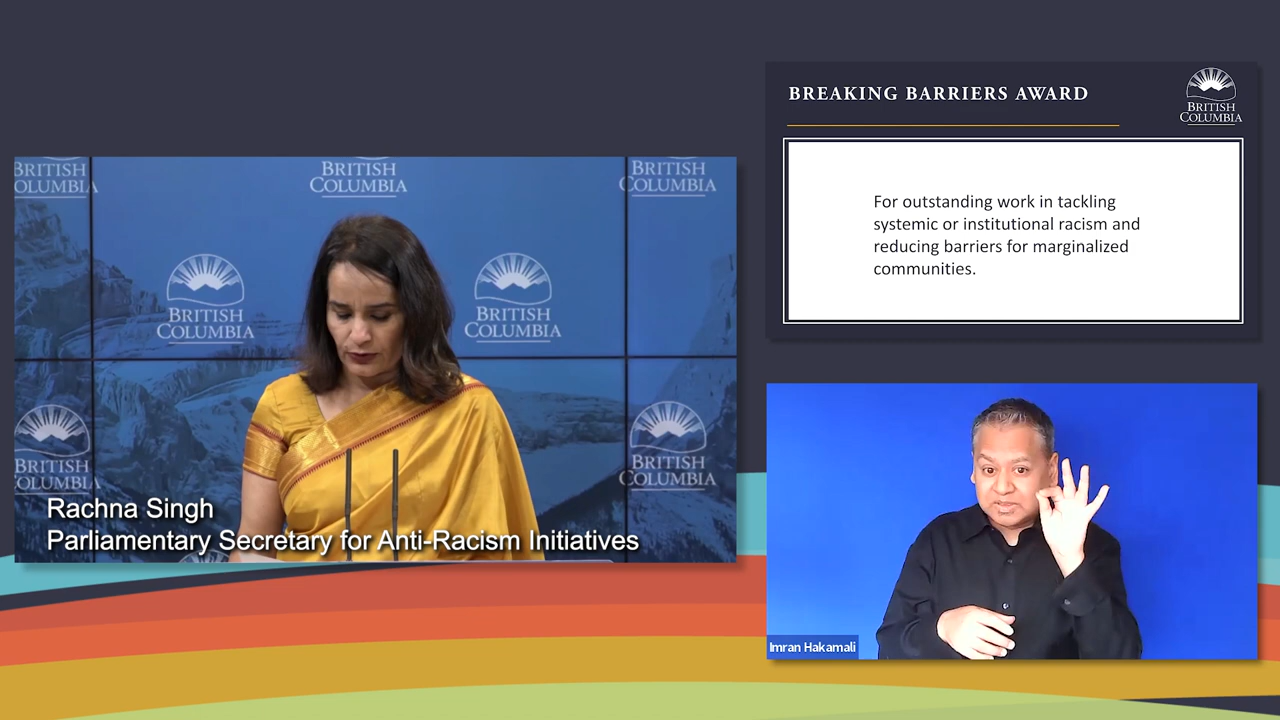 BREAKING BARRIERS AWARD
BRITISH
COLUMBIA
For outstanding work in tackling
systemic or institutional racism and
reducing barriers for marginalized
communities.
BRITISH
OLUMBIA
BRITISH
COLUMBIA
BRITISH
COLUMBIA
BRITISH
COLUMBIA
BRITISH
COLUMBIA
BRITISH
COLUMBIA
BRITISH
COLUMBIA
Rachna Singh
Parliamentary Secretary for Anti-Racism Initiatives
Imran Hakamali